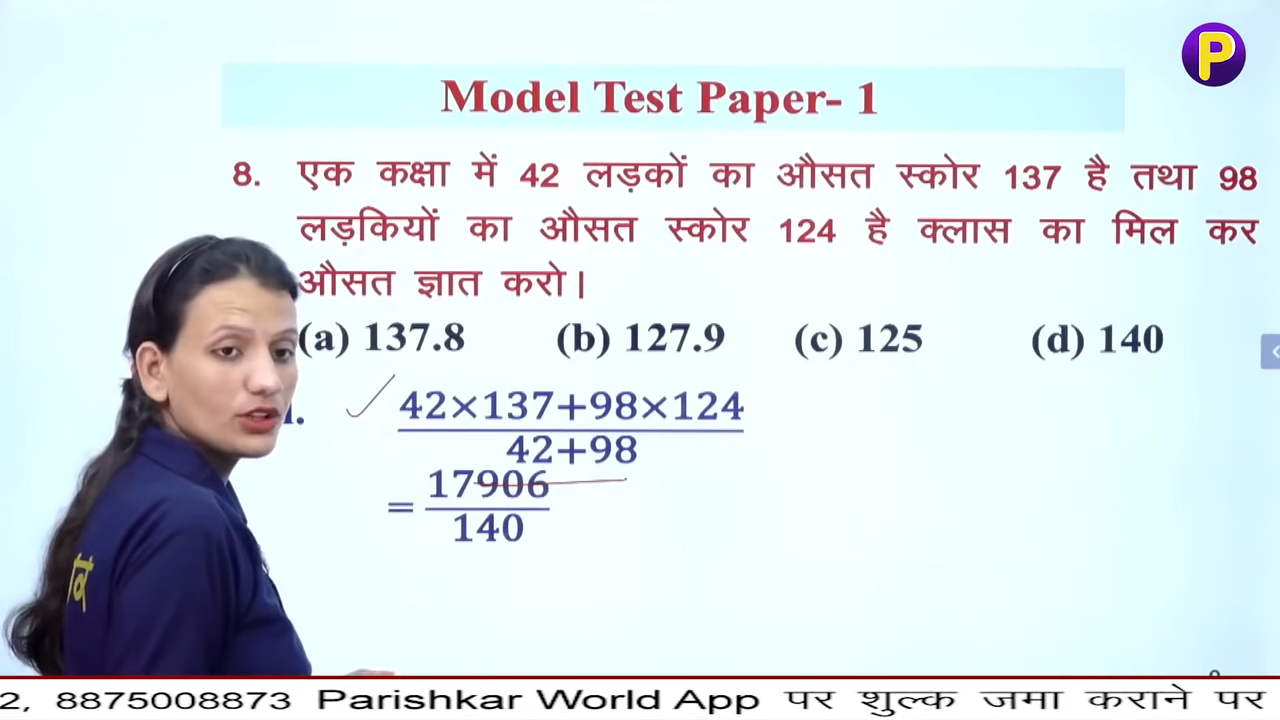 P
Model Test Paper- 1
8. एक कक्षा में 42 लड़कों का औसत स्कोर 137 है तथा 98
लड़कियों का औसत स्कोर 124 है क्लास का मिल कर
औसत ज्ञात करो।
(a) 137.8 (b) 127.9 (c) 125 (d) 140
42×137+98×124
42+98
= 17906
140
2, 8875008873 Parishkar World App पर शुल्क जमा कराने पर